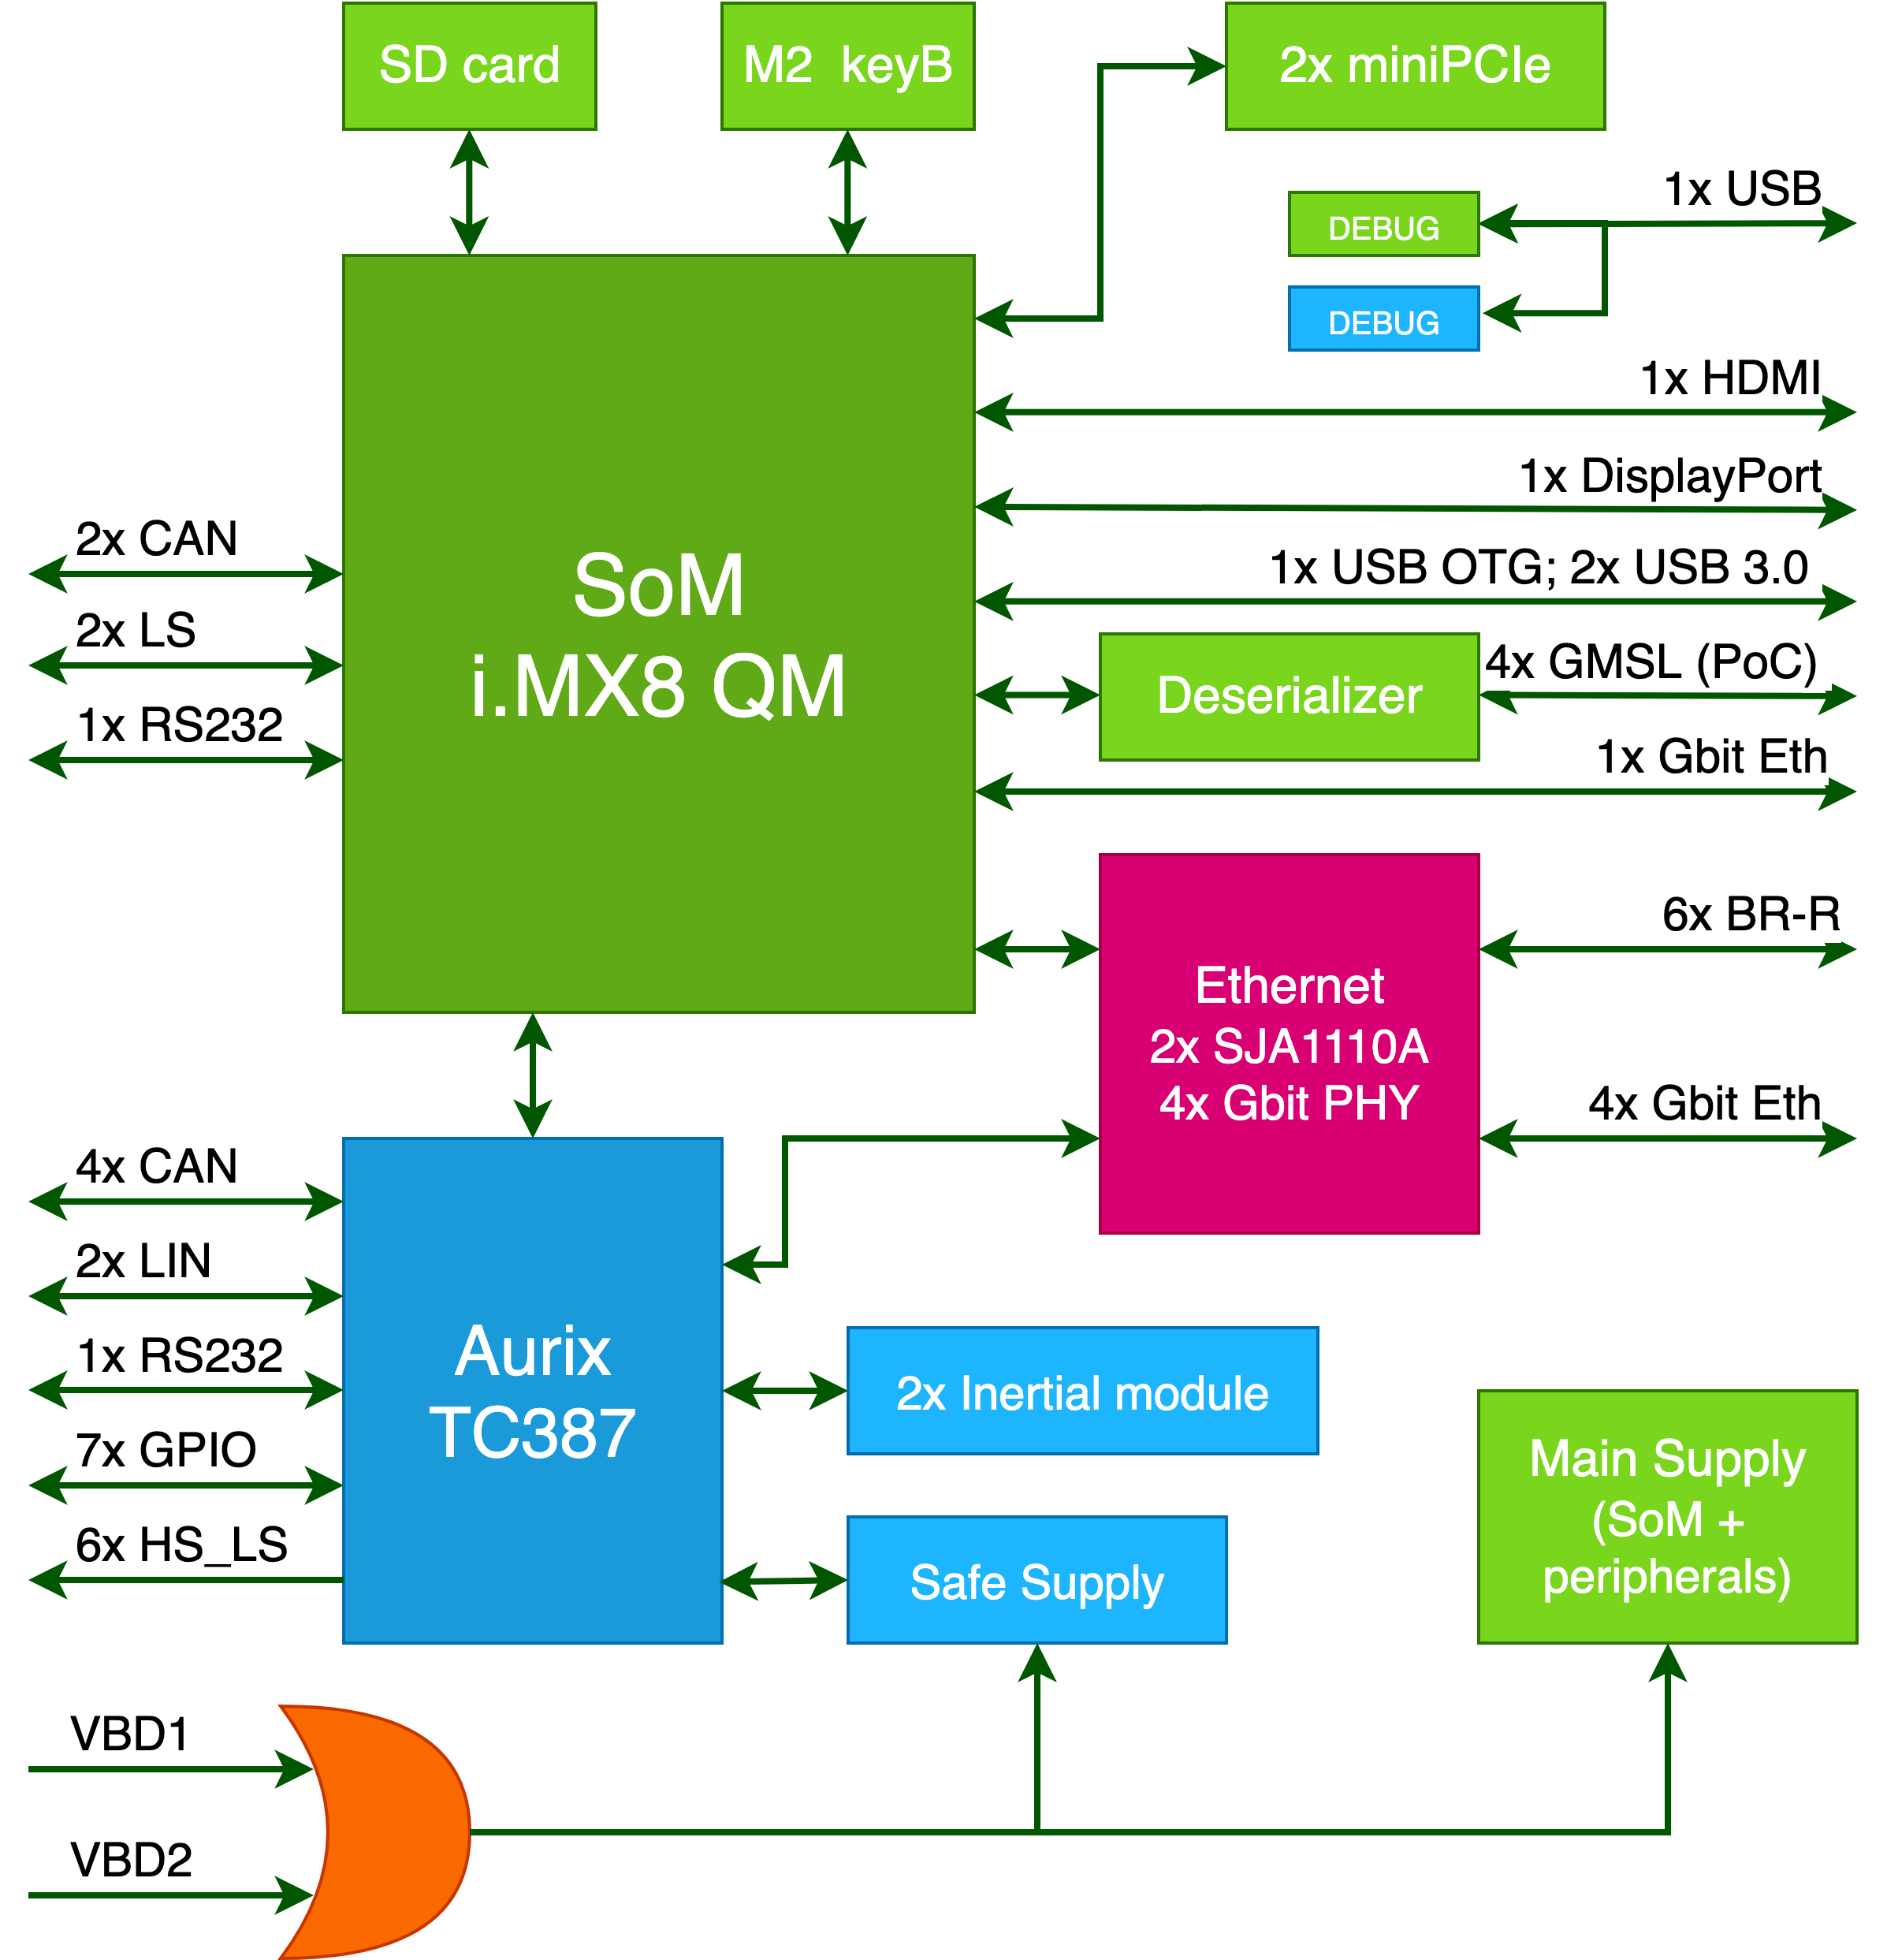 SD card
M2 keyB
2x miniPCIe
1x USB
DEBUG
DEBUG
1x HDMI
1x DisplayPort
2x CAN
1x USB OTG; 2x USB 3.0
SoM
i.MX8 QM
2x LS
4x GMSL (PoC)
Deserializer
1x RS232
1x Gbit Eth
6x BR-R
Ethernet
2x SJA1110A
4x Gbit PHY
4x Gbit Eth
4x CAN
2x LIN
1x RS232
7x GPIO
6x HS_LS
Aurix
TC387
2x Inertial module
Safe Supply
Main Supply
(SoM +
peripherals)
VBD1
VBD2